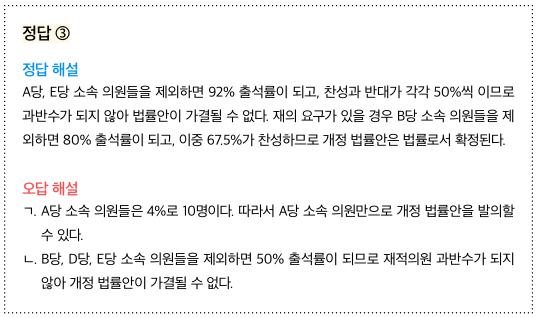 정답 ③
정답 해설
A당, E당 소속 의원들을 제외하면 92% 출석률이 되고, 찬성과 반대가 각각 50%씩 이므로
과반수가 되지 않아 법률안이 가결될 수 없다. 재의 요구가 있을 경우 B당 소속 의원들을 제
외하면 80% 출석률이 되고, 이중 67.5%가 찬성하므로 개정 법률안은 법률로서 확정된다.
오답 해설
ㄱ. A당 소속 의원들은 4%로 10명이다. 따라서 A당 소속 의원만으로 개정 법률안을 발의할
수 있다.
ㄴ. B당, D당, E당 소속 의원들을 제외하면 50% 출석률이 되므로 재적의원 과반수가 되지
않아 개정 법률안이 가결될 수 없다.